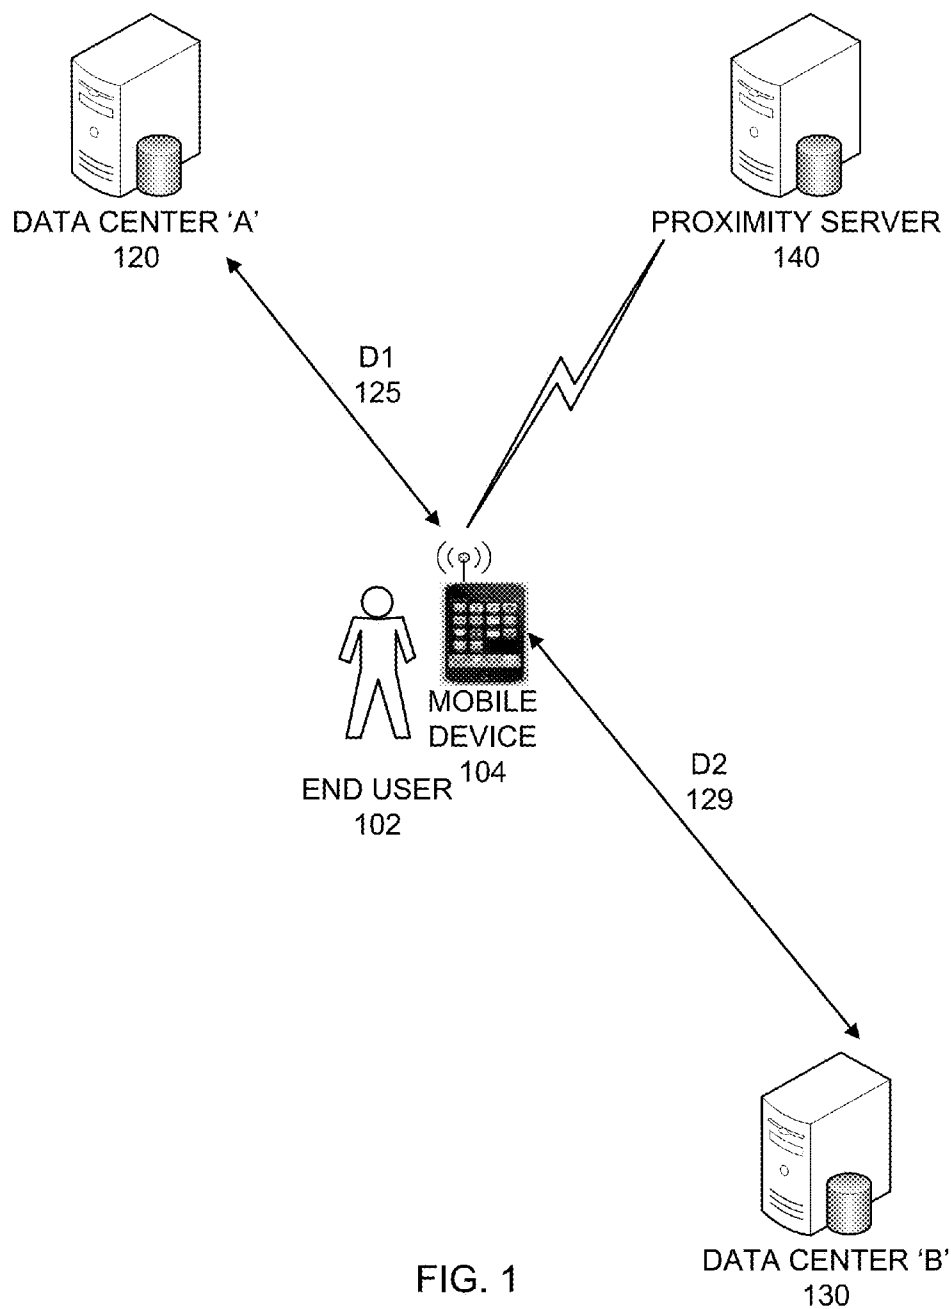 DATA CENTER 'A'
120
PROXIMITY SERVER
140
D1
125
MOBILE
DEVICE
104
END USER
102
D2
129
DATA CENTER 'B'
130
FIG. 1